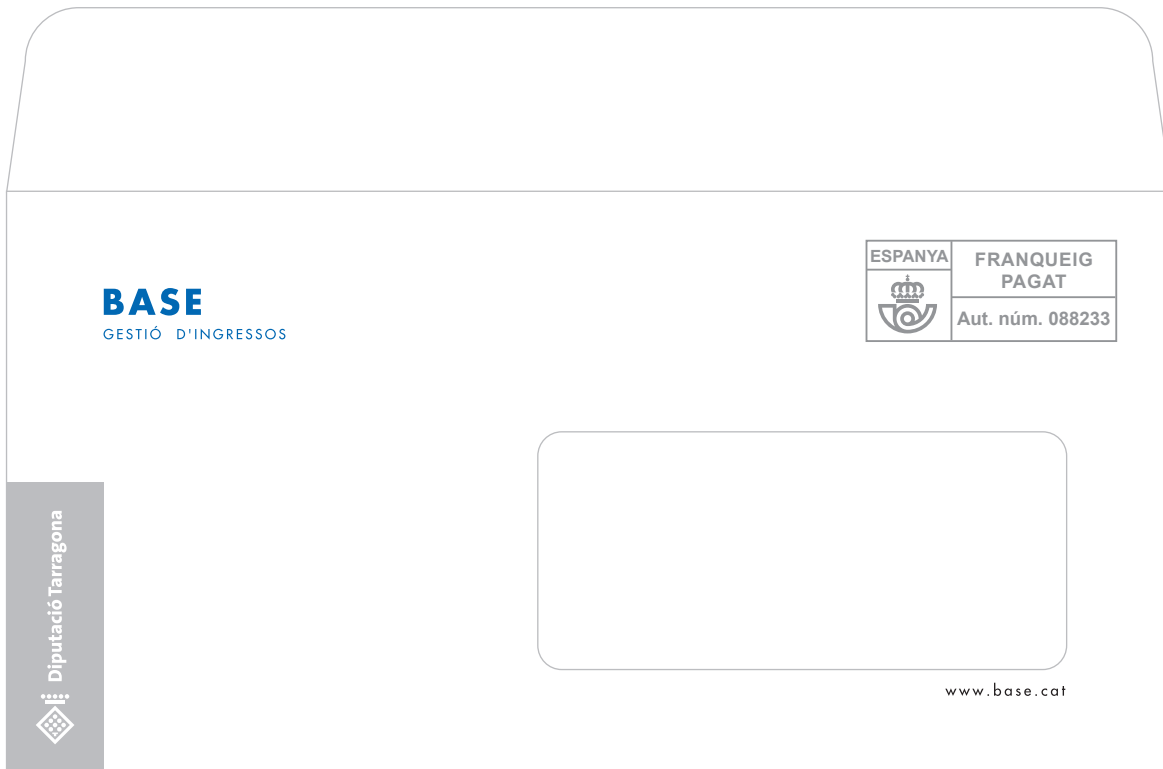 ESPANYA
FRANQUEIG
PAGAT
Aut. núm. 088233
BASE
GESTIÓ D'INGRESSOS
Diputació Tarragona
www.base.cat